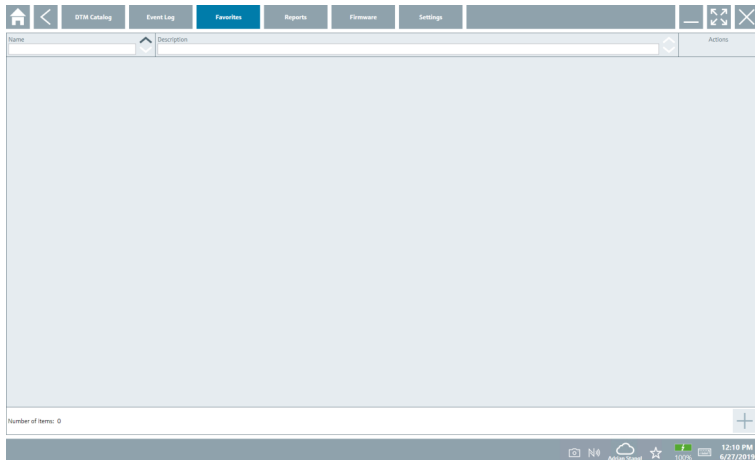 DTM Catalog Event Log Favorites Reports Firmware Settings
Name Description Actions
Number of items: 0
Adrian Stumpf 100% 12:10 PM
6/27/2019